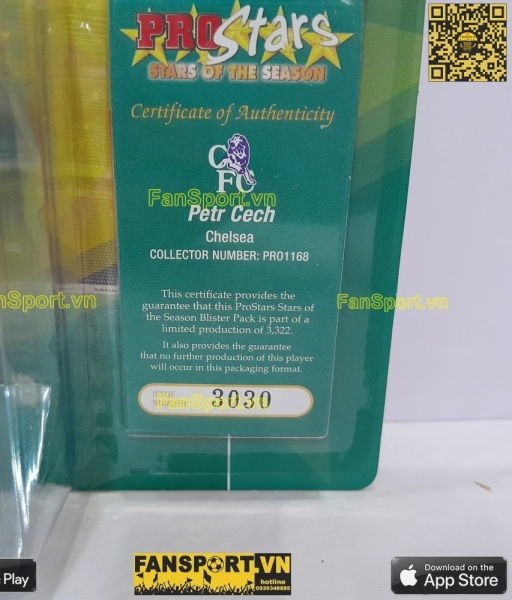 PROStars
STARS OF THE SEASON
Certificate of Authenticity
CFC
FanSport.vn
Petr Cech
Chelsea
COLLECTOR NUMBER: PRO1168
This certificate provides the
guarantee that this ProStars Stars of
the Season Blister Pack is part of a
limited production of 3,322.
FanSport.vn
It also provides the guarantee
that no further production of this player
will occur in this packaging format.
3030
FanSport.vn
FANSPORT.VN
hotline
0939346685
Play
Download on the
App Store